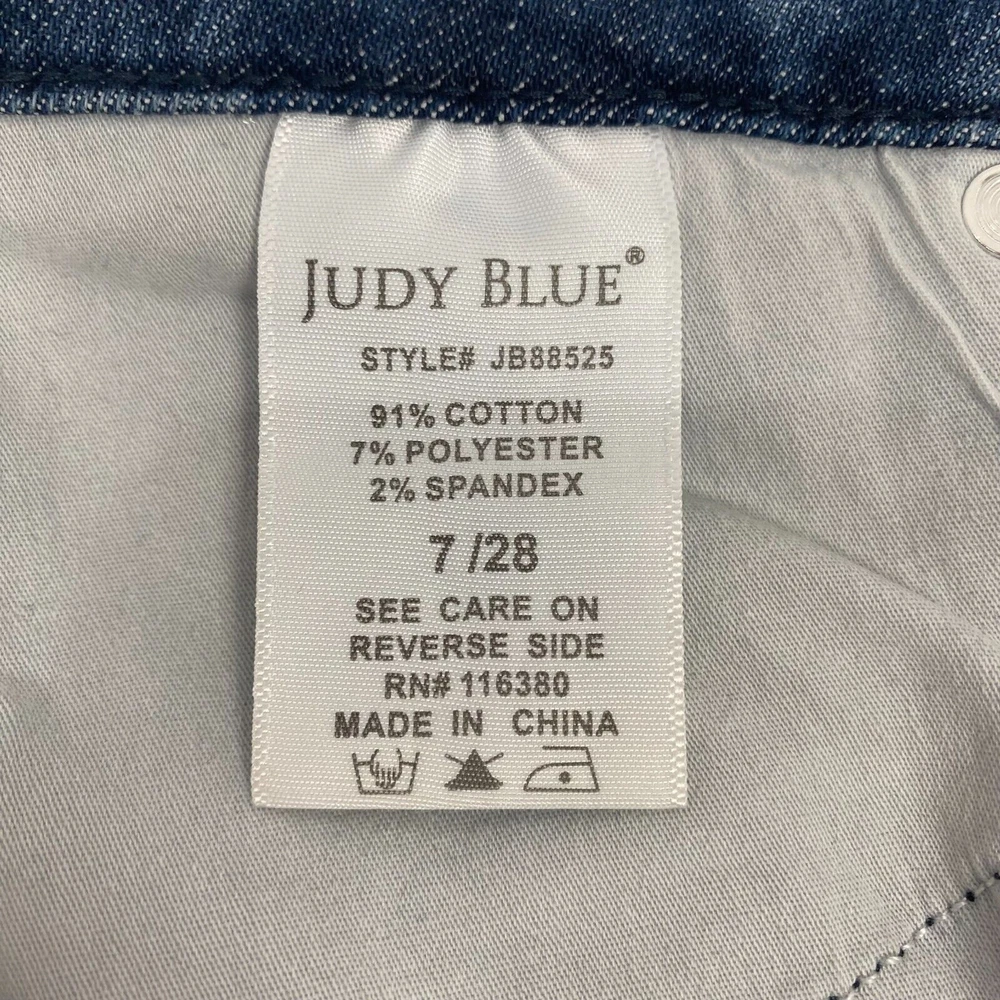 JUDY BLUE®
STYLE# JB88525
91% COTTON
7% POLYESTER
2% SPANDEX
7 /28
SEE CARE ON
REVERSE SIDE
RN# 116380
MADE IN CHINA